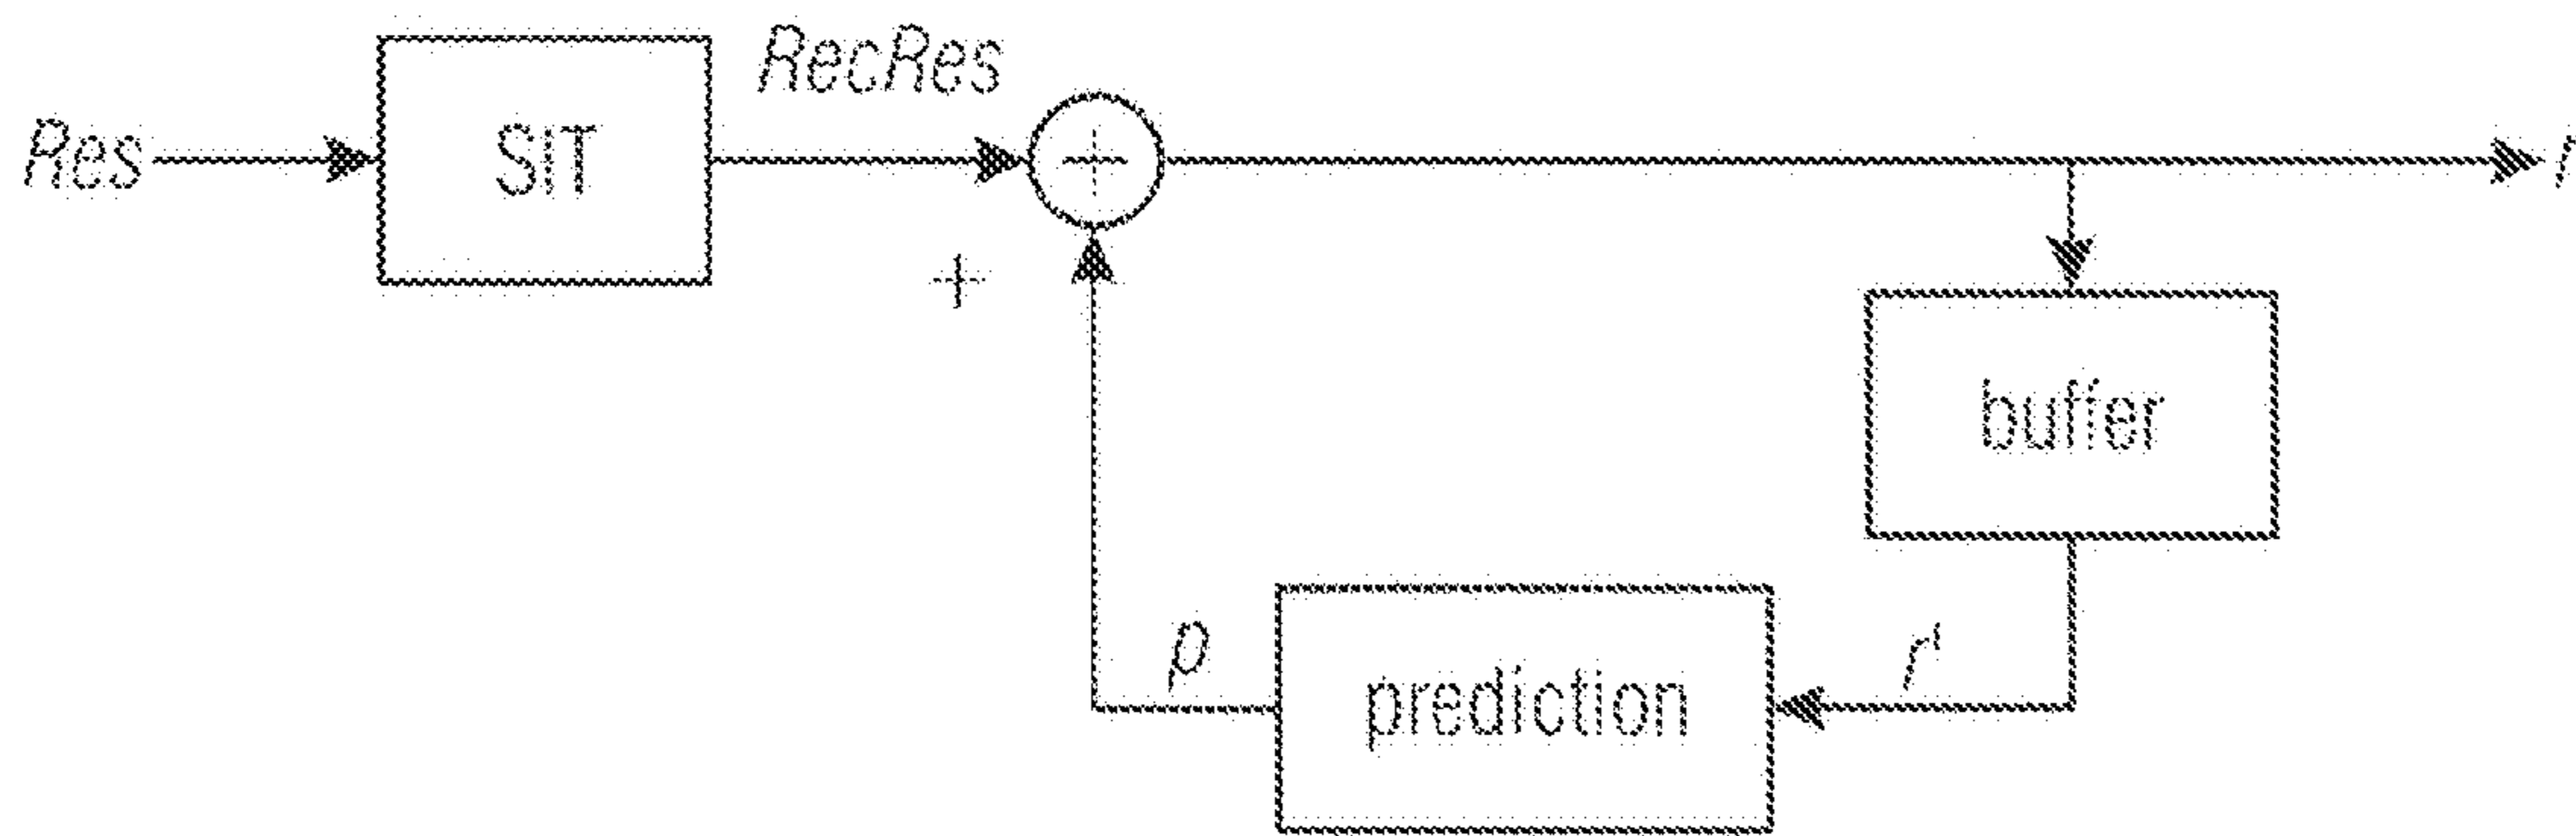 RecRes
Res
SIT
+
r
+
buffer
p
r'
prediction